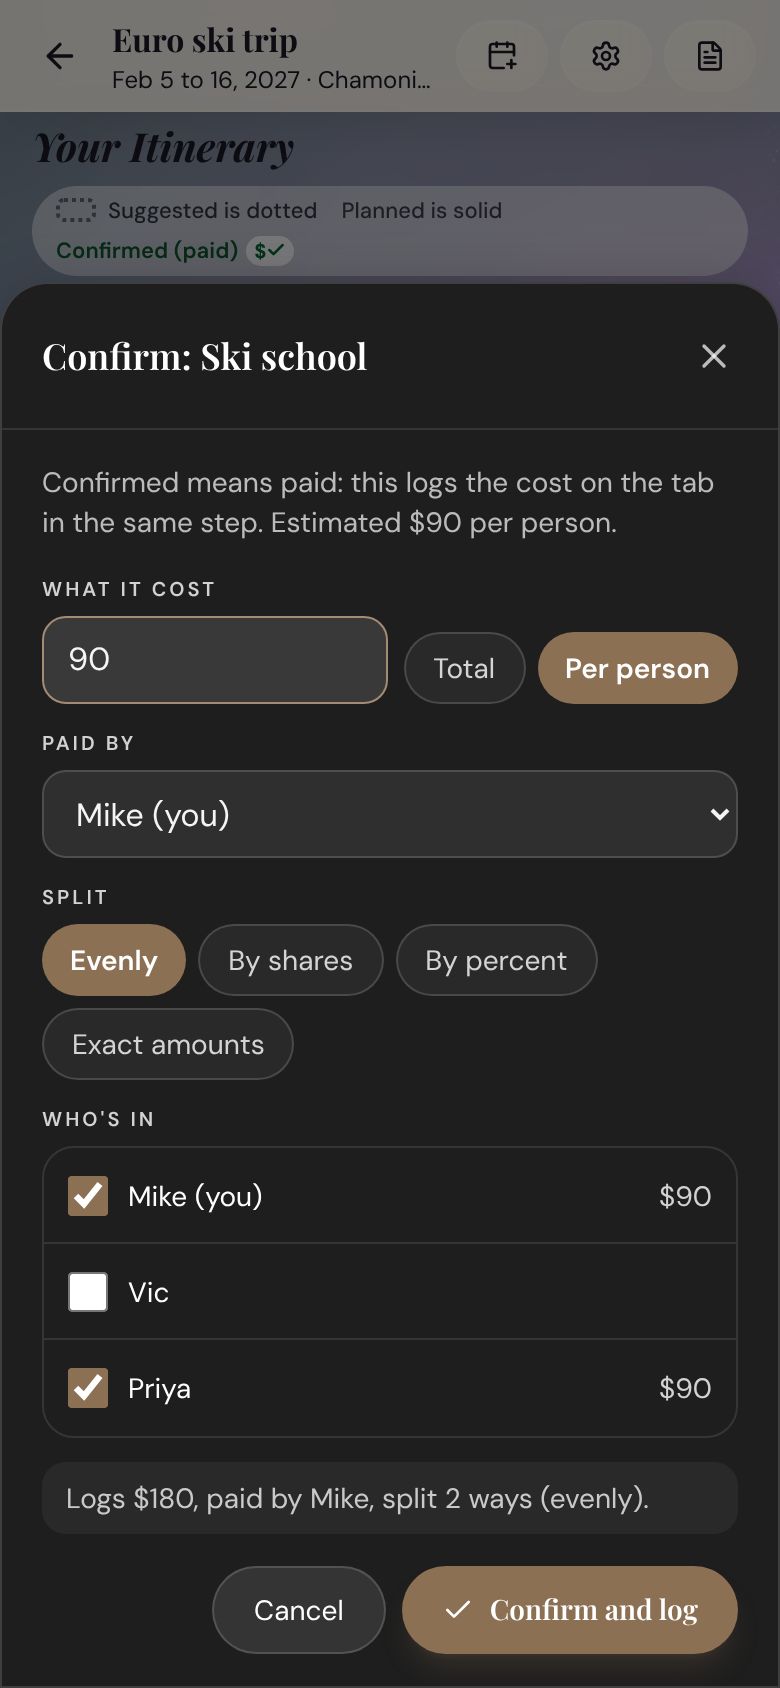 Euro ski trip
Feb 5 to 16, 2027 · Chamoni...
Your Itinerary
Suggested is dotted Planned is solid
Confirmed (paid) $✓
Confirm: Ski school
Confirmed means paid: this logs the cost on the tab
in the same step. Estimated $90 per person.
WHAT IT COST
90 Total Per person
PAID BY
Mike (you)
SPLIT
Evenly By shares By percent
Exact amounts
WHO'S IN
Mike (you) $90
Vic
Priya $90
Logs $180, paid by Mike, split 2 ways (evenly).
Cancel Confirm and log